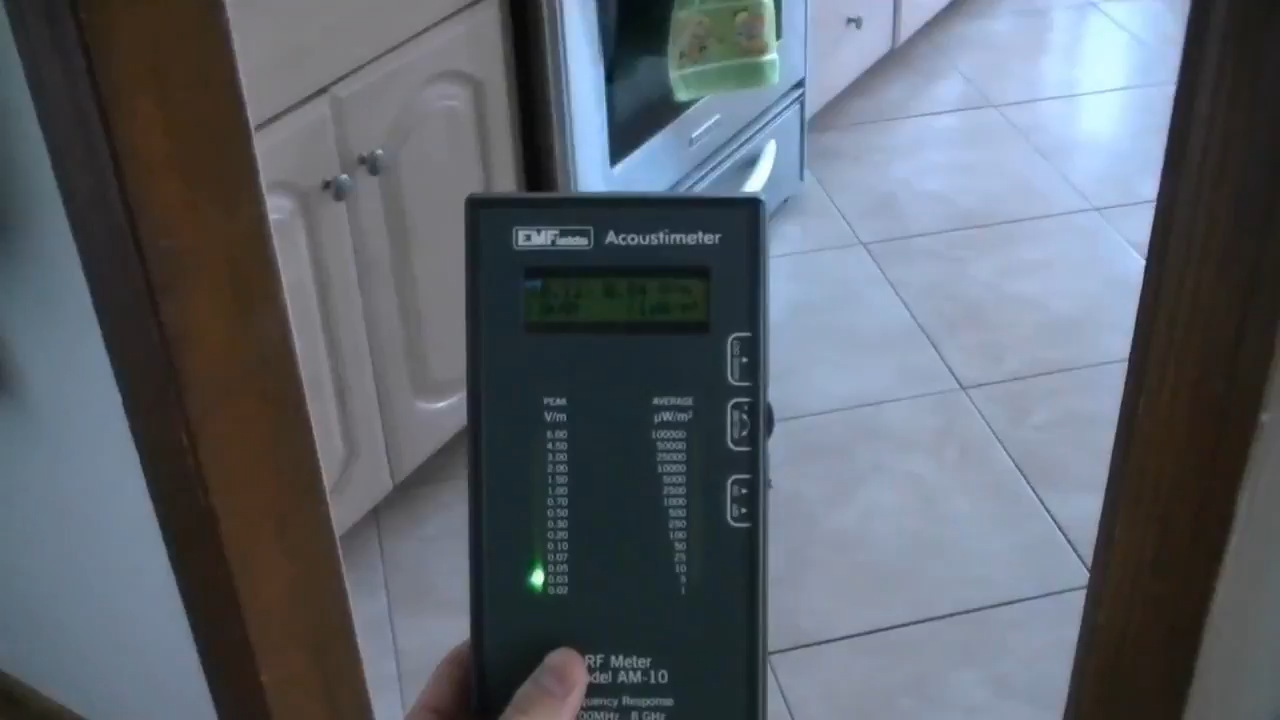 EMFields Acoustimeter
PEAK AVERAGE
V/m µW/m²
6.00 100000
4.50 50000
3.00 25000
2.00 10000
1.50 5000
1.00 2500
0.70 1000
0.50 500
0.30 250
0.20 100
0.10 50
0.07 25
0.05 10
0.03 5
0.02 1
RF Meter
AM-10
Response
8 GHz